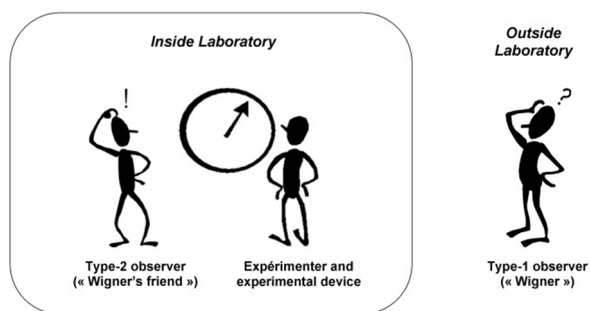 Inside Laboratory
Outside
Laboratory
!
?
Type-2 observer
(« Wigner's friend »)
Expérimenter and
experimental device
Type-1 observer
(« Wigner »)